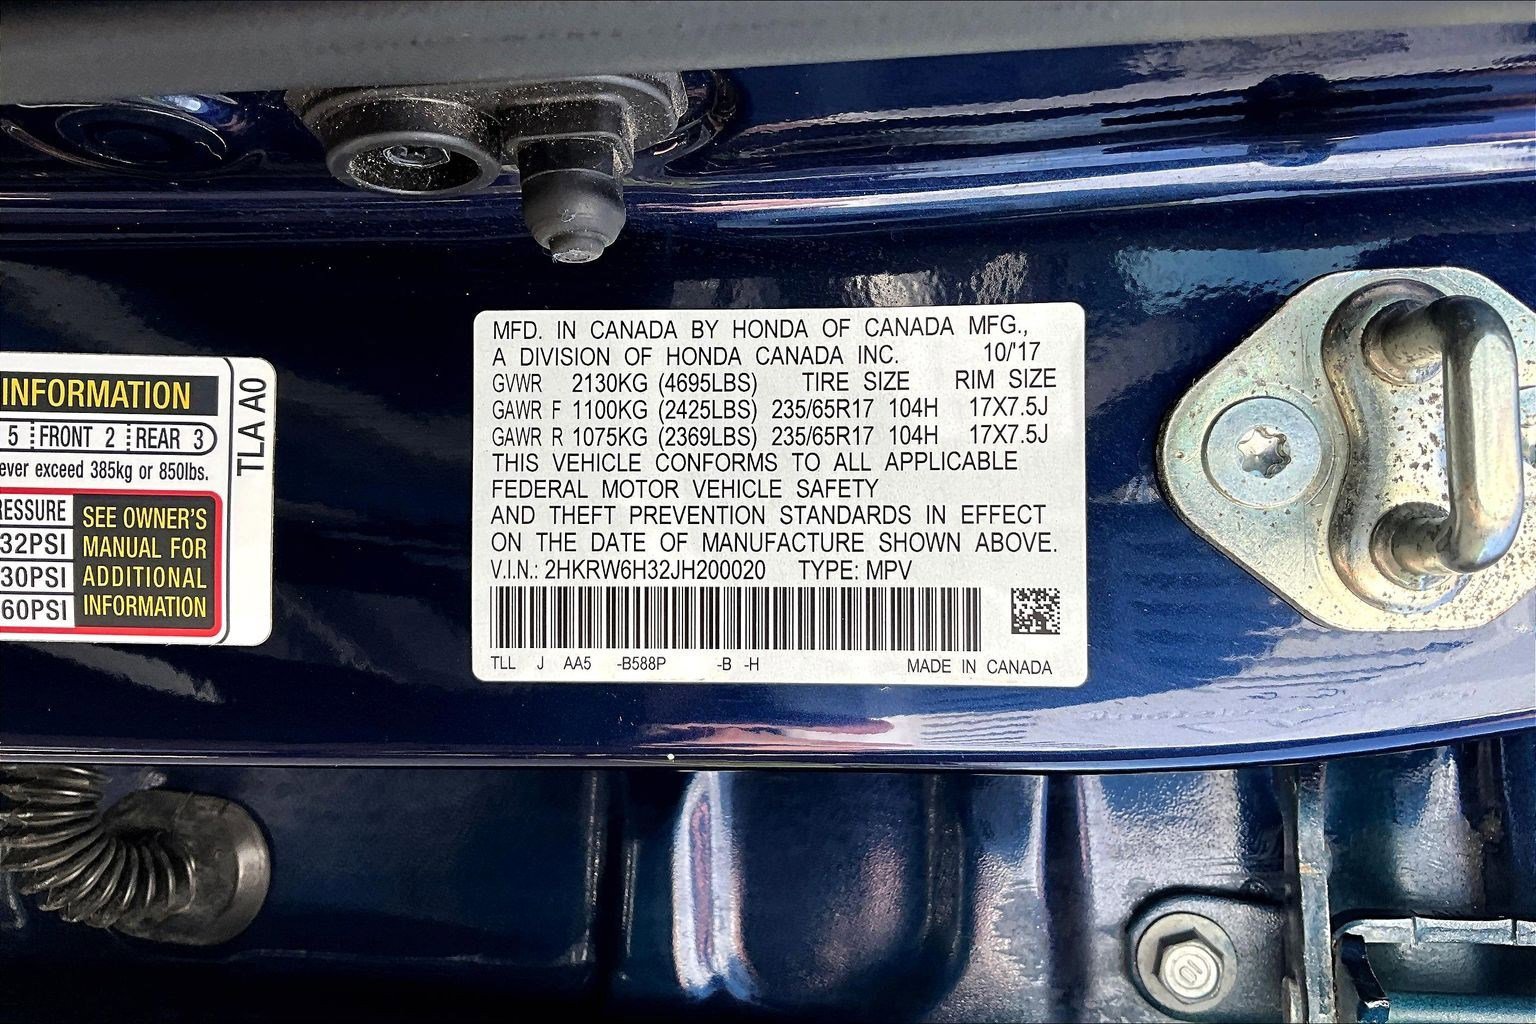 INFORMATION
5 FRONT 2 REAR 3
ever exceed 385kg or 850lbs.
RESSURE
32PSI
30PSI
60PSI
SEE OWNER'S
MANUAL FOR
ADDITIONAL
INFORMATION
TLA A0
MFD. IN CANADA BY HONDA OF CANADA MFG.,
A DIVISION OF HONDA CANADA INC. 10/'17
GVWR 2130KG (4695LBS) TIRE SIZE RIM SIZE
GAWR F 1100KG (2425LBS) 235/65R17 104H 17X7.5J
GAWR R 1075KG (2369LBS) 235/65R17 104H 17X7.5J
THIS VEHICLE CONFORMS TO ALL APPLICABLE
FEDERAL MOTOR VEHICLE SAFETY
AND THEFT PREVENTION STANDARDS IN EFFECT
ON THE DATE OF MANUFACTURE SHOWN ABOVE.
V.I.N.: 2HKRW6H32JH200020 TYPE: MPV
TLL J AA5 -B588P -B -H MADE IN CANADA